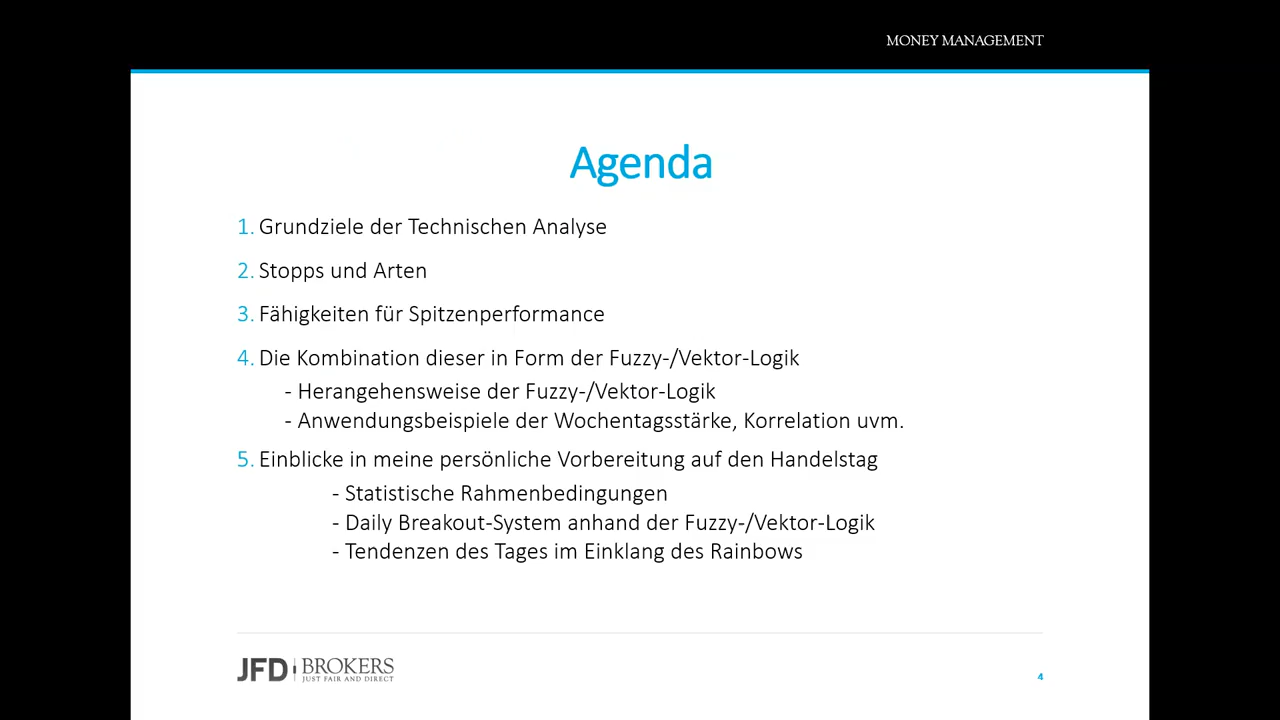 MONEY MANAGEMENT
Agenda
1. Grundziele der Technischen Analyse
2. Stopps und Arten
3. Fähigkeiten für Spitzenperformance
4. Die Kombination dieser in Form der Fuzzy-/Vektor-Logik
- Herangehensweise der Fuzzy-/Vektor-Logik
- Anwendungsbeispiele der Wochentagsstärke, Korrelation uvm.
5. Einblicke in meine persönliche Vorbereitung auf den Handelstag
- Statistische Rahmenbedingungen
- Daily Breakout-System anhand der Fuzzy-/Vektor-Logik
- Tendenzen des Tages im Einklang des Rainbows
JFD BROKERS
JUST FAIR AND DIRECT
4